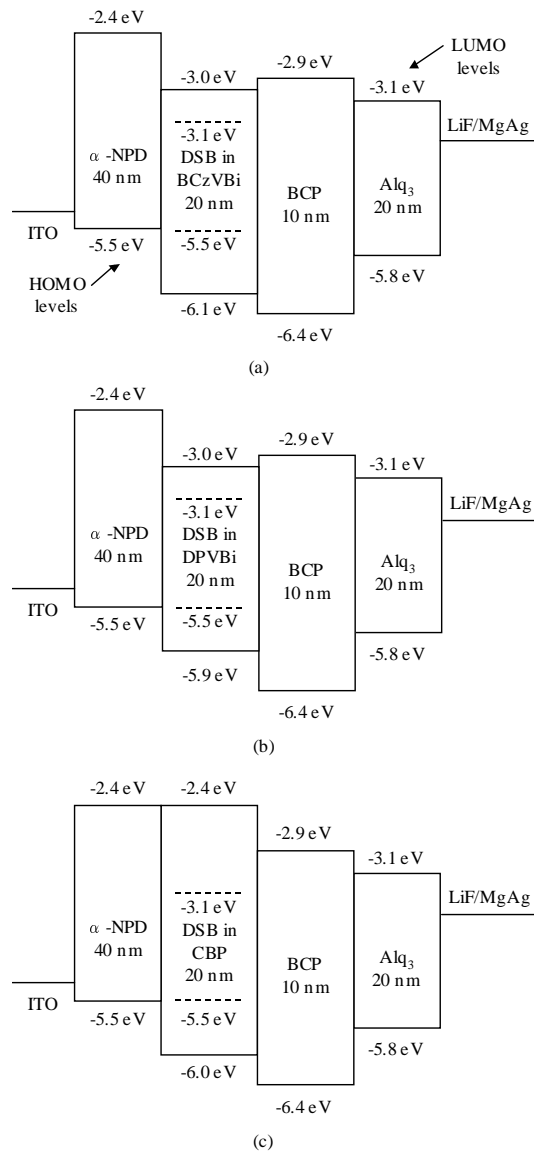 -2.4 eV
-3.0 eV
-2.9 eV
-3.1 eV
LUMO
levels
LiF/MgAg
α -NPD
40 nm
-3.1 eV
DSB in
BCzVBi
20 nm
-5.5 eV
BCP
10 nm
Alq3
20 nm
ITO
-5.5 eV
HOMO
levels
-6.1 eV
-6.4 eV
-5.8 eV
(a)
-2.4 eV
-3.0 eV
-2.9 eV
-3.1 eV
LiF/MgAg
α -NPD
40 nm
-3.1 eV
DSB in
DPVBi
20 nm
-5.5 eV
BCP
10 nm
Alq3
20 nm
ITO
-5.5 eV
-5.9 eV
-6.4 eV
-5.8 eV
(b)
-2.4 eV
-2.4 eV
-2.9 eV
-3.1 eV
LiF/MgAg
α -NPD
40 nm
-3.1 eV
DSB in
CBP
20 nm
-5.5 eV
BCP
10 nm
Alq3
20 nm
ITO
-5.5 eV
-6.0 eV
-6.4 eV
-5.8 eV
(c)